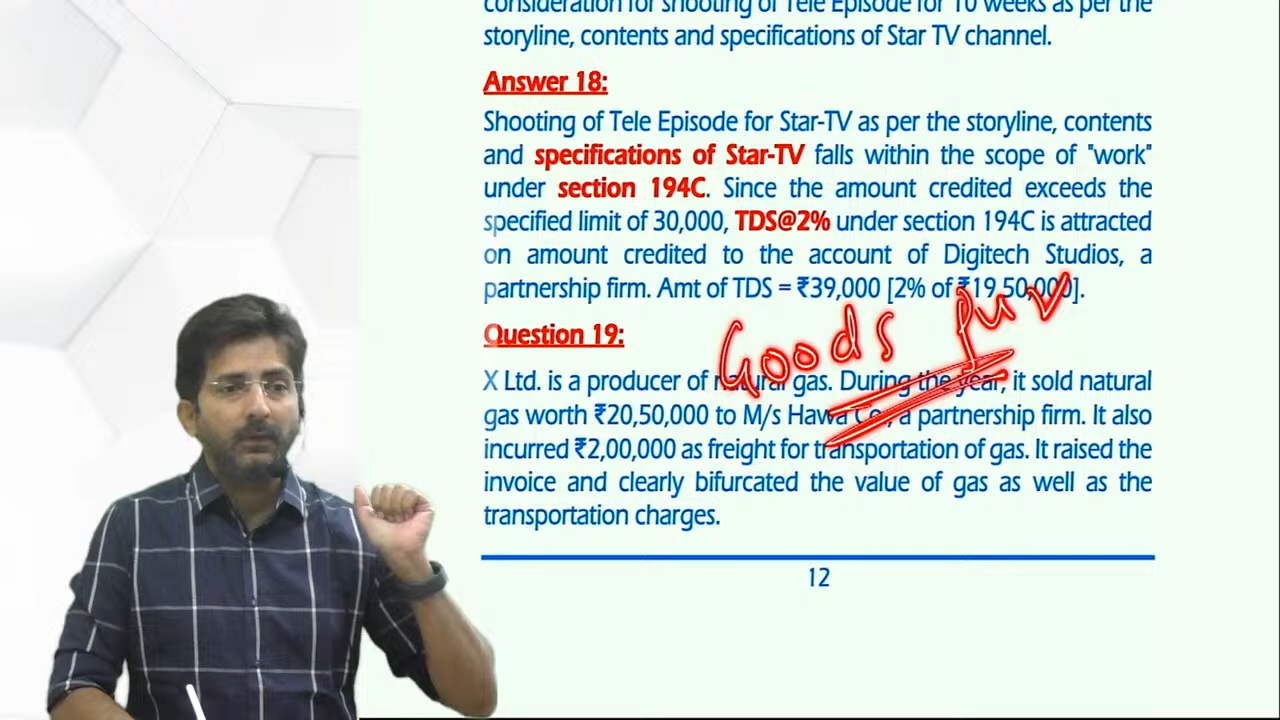 consideration for shooting of Tele Episode for 10 weeks as per the
storyline, contents and specifications of Star TV channel.
Answer 18:
Shooting of Tele Episode for Star-TV as per the storyline, contents
and specifications of Star-TV falls within the scope of "work"
under section 194C. Since the amount credited exceeds the
specified limit of 30,000, TDS@2% under section 194C is attracted
on amount credited to the account of Digitech Studios, a
partnership firm. Amt of TDS = ₹39,000 [2% of ₹19,50,000].
Goods pur
Question 19:
X Ltd. is a producer of natural gas. During the year, it sold natural
gas worth ₹20,50,000 to M/s Hawa Co., a partnership firm. It also
incurred ₹2,00,000 as freight for transportation of gas. It raised the
invoice and clearly bifurcated the value of gas as well as the
transportation charges.
12